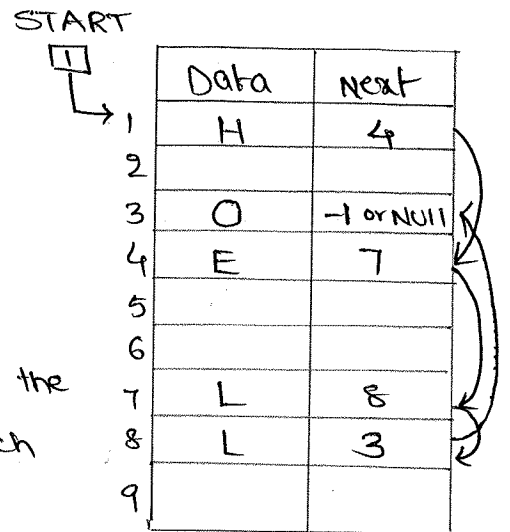 START
1
Data Next
1 H 4
2
3 O -1 or NUll
4 E 7
5
6
the 7 L 8
ch 8 L 3
9